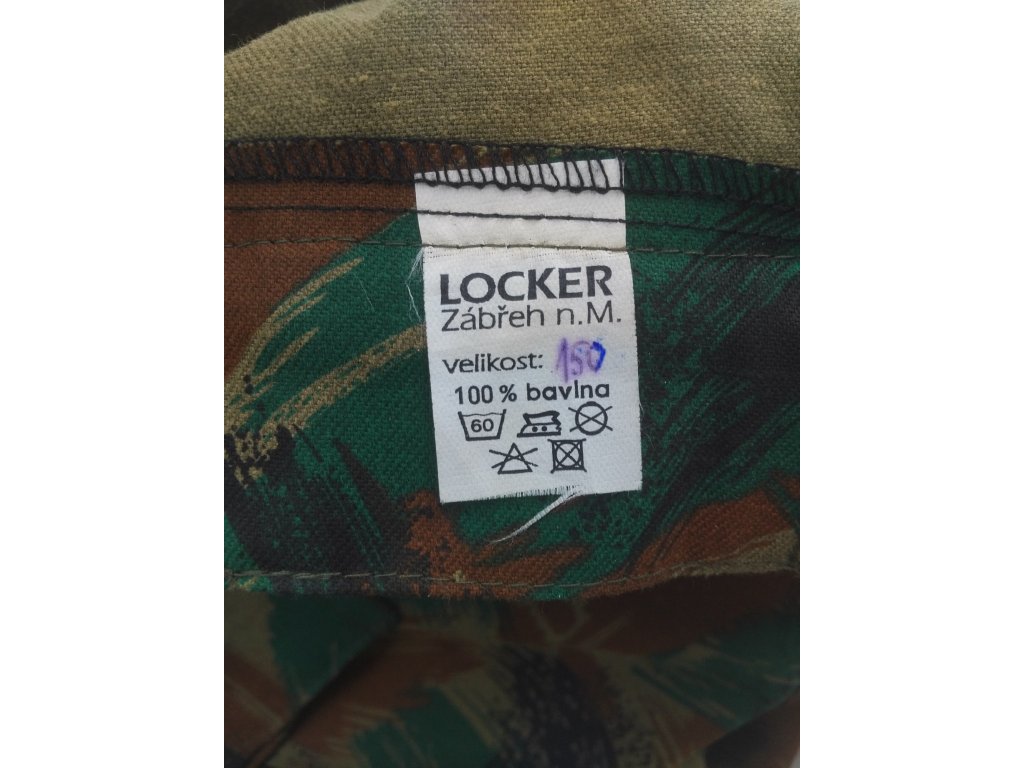 LOCKER
Zábřeh n.M.
velikost: 150
100 % bavlna
60